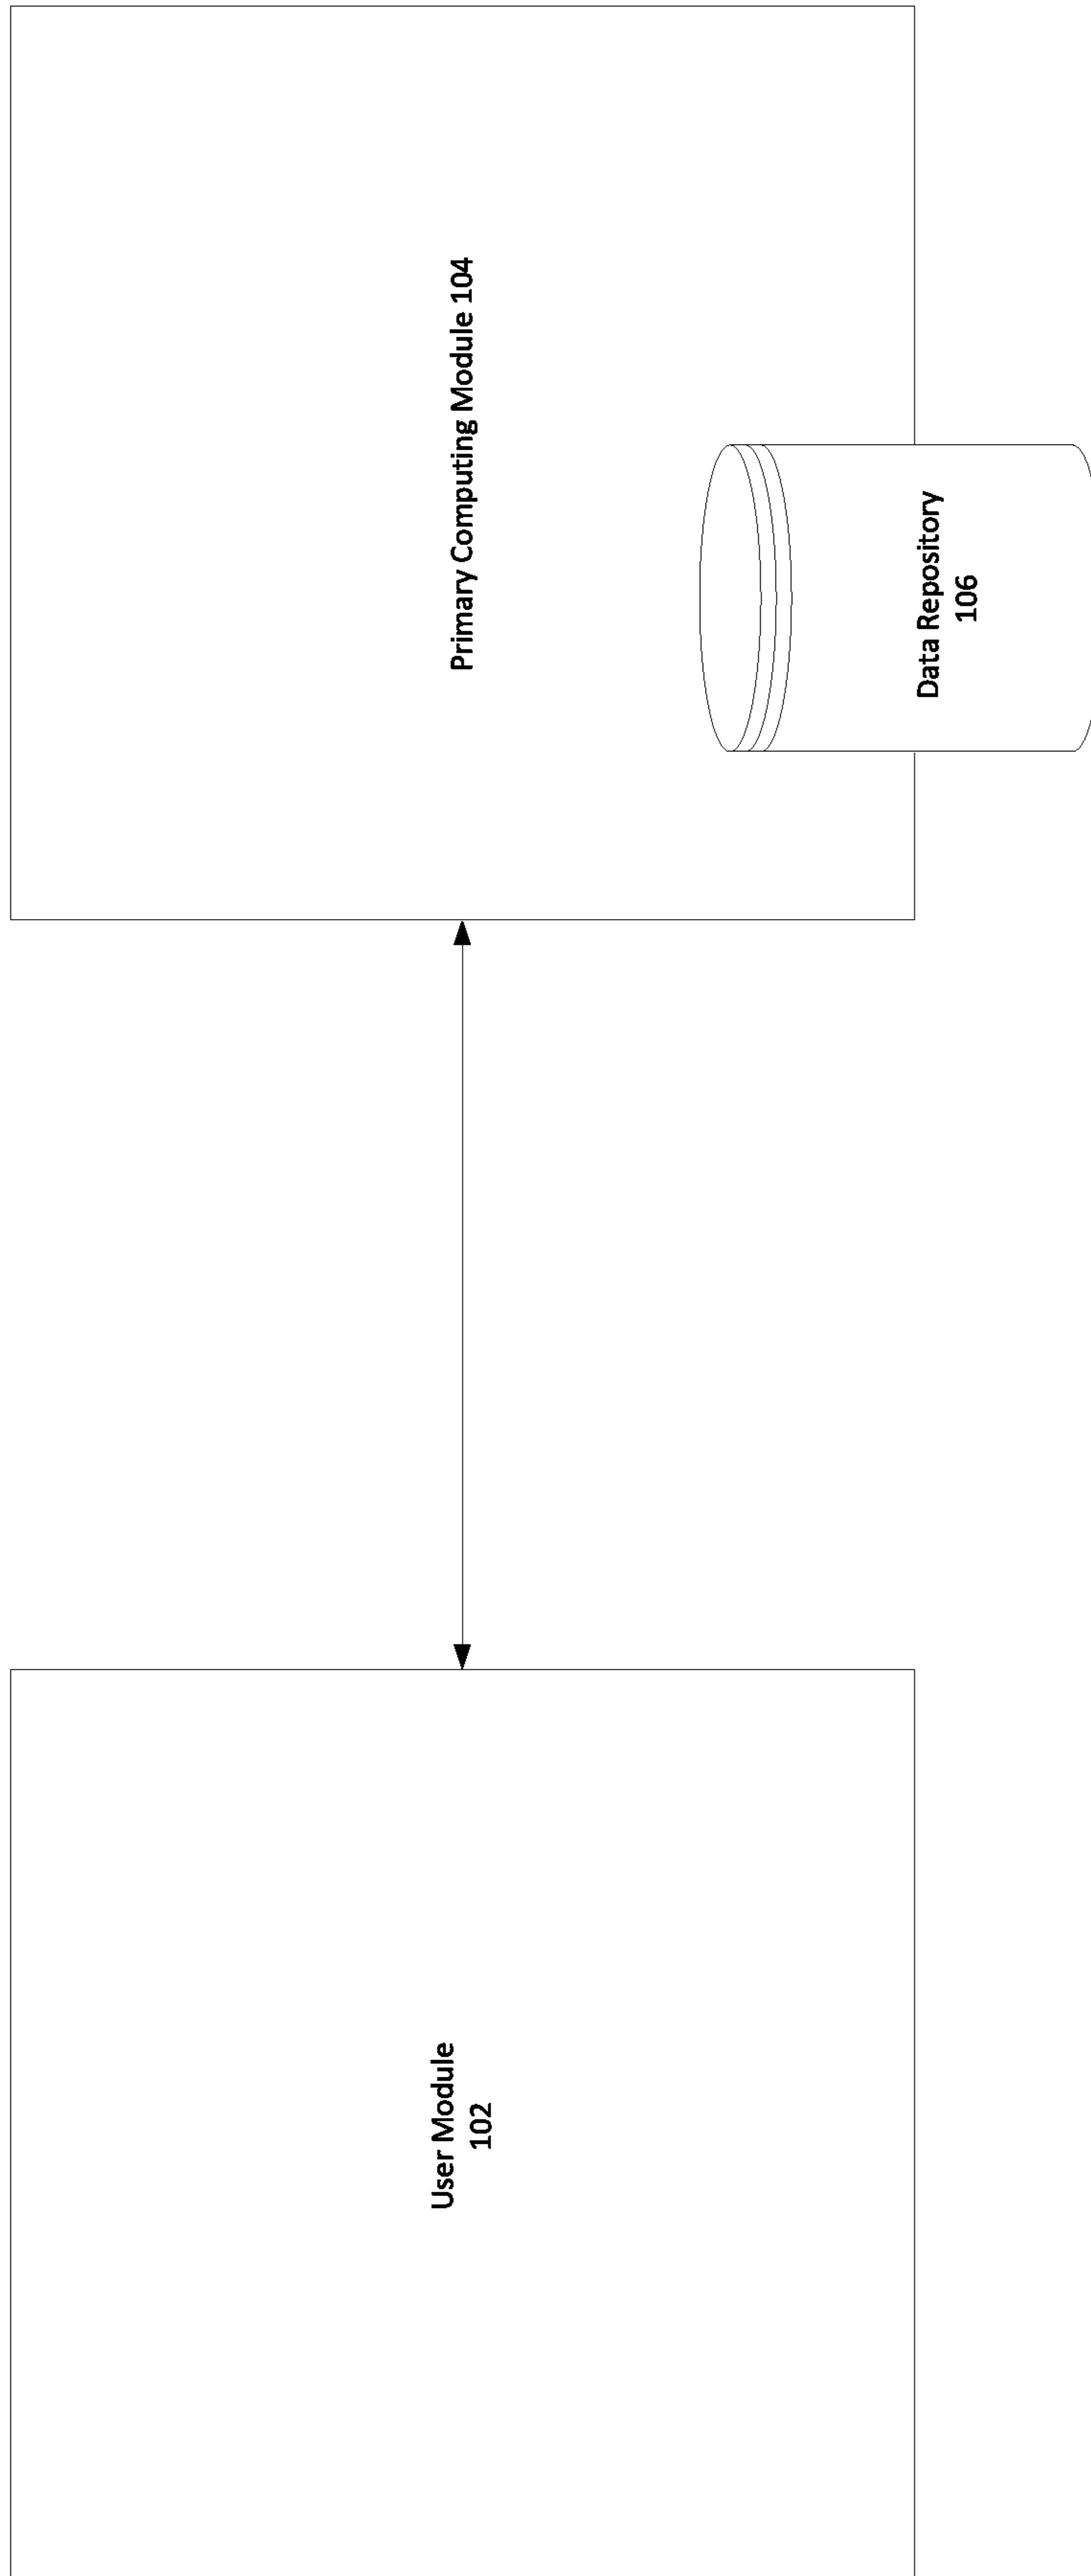 User Module
102
Primary Computing Module 104
Data Repository
106